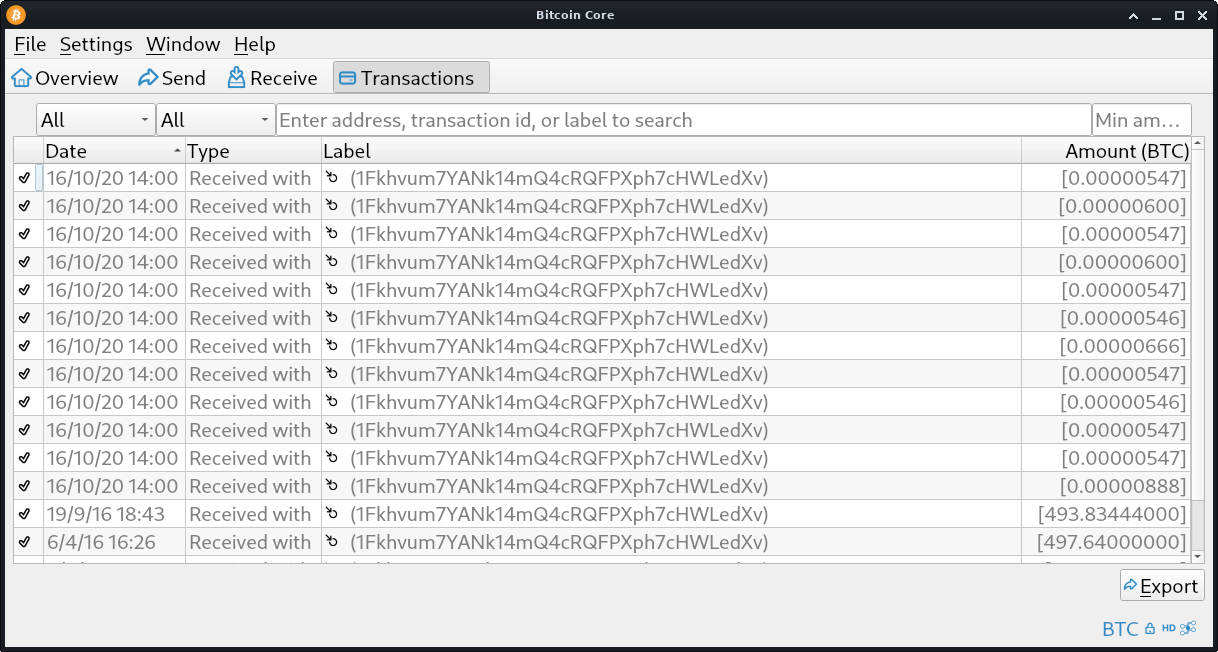 Bitcoin Core
File Settings Window Help
Overview Send Receive Transactions
All All Enter address, transaction id, or label to search Min am...
Date Type Label Amount (BTC)
16/10/20 14:00 Received with (1Fkhvum7YANk14mQ4cRQFPXph7cHWLedXv) [0.00000547]
16/10/20 14:00 Received with (1Fkhvum7YANk14mQ4cRQFPXph7cHWLedXv) [0.00000600]
16/10/20 14:00 Received with (1Fkhvum7YANk14mQ4cRQFPXph7cHWLedXv) [0.00000547]
16/10/20 14:00 Received with (1Fkhvum7YANk14mQ4cRQFPXph7cHWLedXv) [0.00000600]
16/10/20 14:00 Received with (1Fkhvum7YANk14mQ4cRQFPXph7cHWLedXv) [0.00000547]
16/10/20 14:00 Received with (1Fkhvum7YANk14mQ4cRQFPXph7cHWLedXv) [0.00000546]
16/10/20 14:00 Received with (1Fkhvum7YANk14mQ4cRQFPXph7cHWLedXv) [0.00000666]
16/10/20 14:00 Received with (1Fkhvum7YANk14mQ4cRQFPXph7cHWLedXv) [0.00000547]
16/10/20 14:00 Received with (1Fkhvum7YANk14mQ4cRQFPXph7cHWLedXv) [0.00000546]
16/10/20 14:00 Received with (1Fkhvum7YANk14mQ4cRQFPXph7cHWLedXv) [0.00000547]
16/10/20 14:00 Received with (1Fkhvum7YANk14mQ4cRQFPXph7cHWLedXv) [0.00000547]
16/10/20 14:00 Received with (1Fkhvum7YANk14mQ4cRQFPXph7cHWLedXv) [0.00000888]
19/9/16 18:43 Received with (1Fkhvum7YANk14mQ4cRQFPXph7cHWLedXv) [493.83444000]
6/4/16 16:26 Received with (1Fkhvum7YANk14mQ4cRQFPXph7cHWLedXv) [497.64000000]
Export
BTC HD